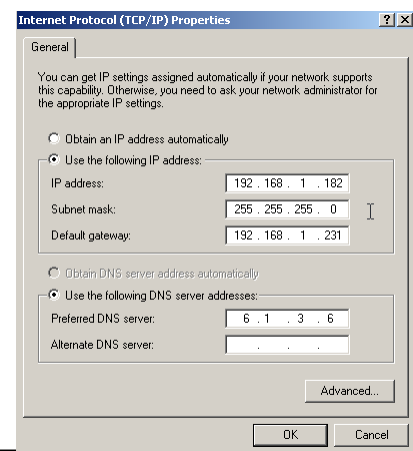 Internet Protocol (TCP/IP) Properties
General
You can get IP settings assigned automatically if your network supports
this capability. Otherwise, you need to ask your network administrator for
the appropriate IP settings.
Obtain an IP address automatically
Use the following IP address:
IP address: 192 . 168 . 1 . 182
Subnet mask: 255 . 255 . 255 . 0
Default gateway: 192 . 168 . 1 . 231
Obtain DNS server address automatically
Use the following DNS server addresses:
Preferred DNS server: 6 . 1 . 3 . 6
Alternate DNS server: . . .
Advanced...
OK Cancel